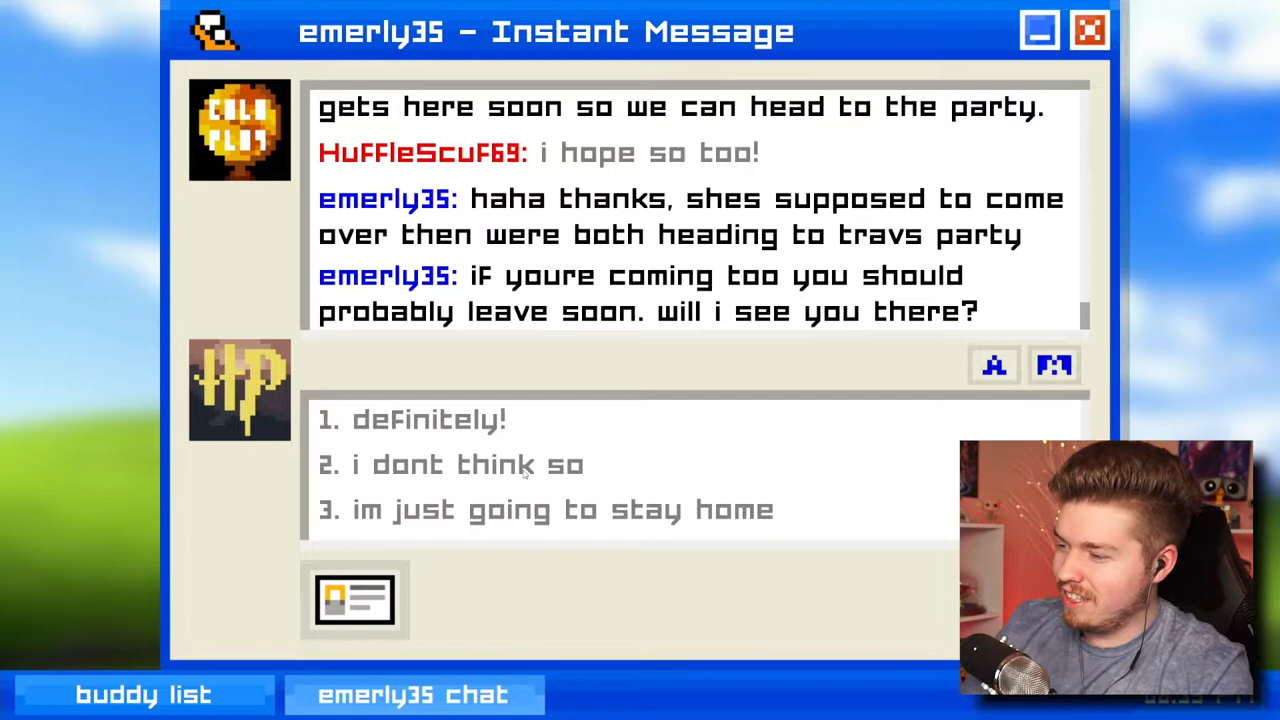 emerly35 - Instant Message
COLD
PLAY
gets here soon so we can head to the party.
HuffleScuf69: i hope so too!
emerly35: haha thanks, shes supposed to come
over then were both heading to travs party
emerly35: if youre coming too you should
probably leave soon. will i see you there?
A
HP
1. definitely!
2. i dont think so
3. im just going to stay home
buddy list
emerly35 chat